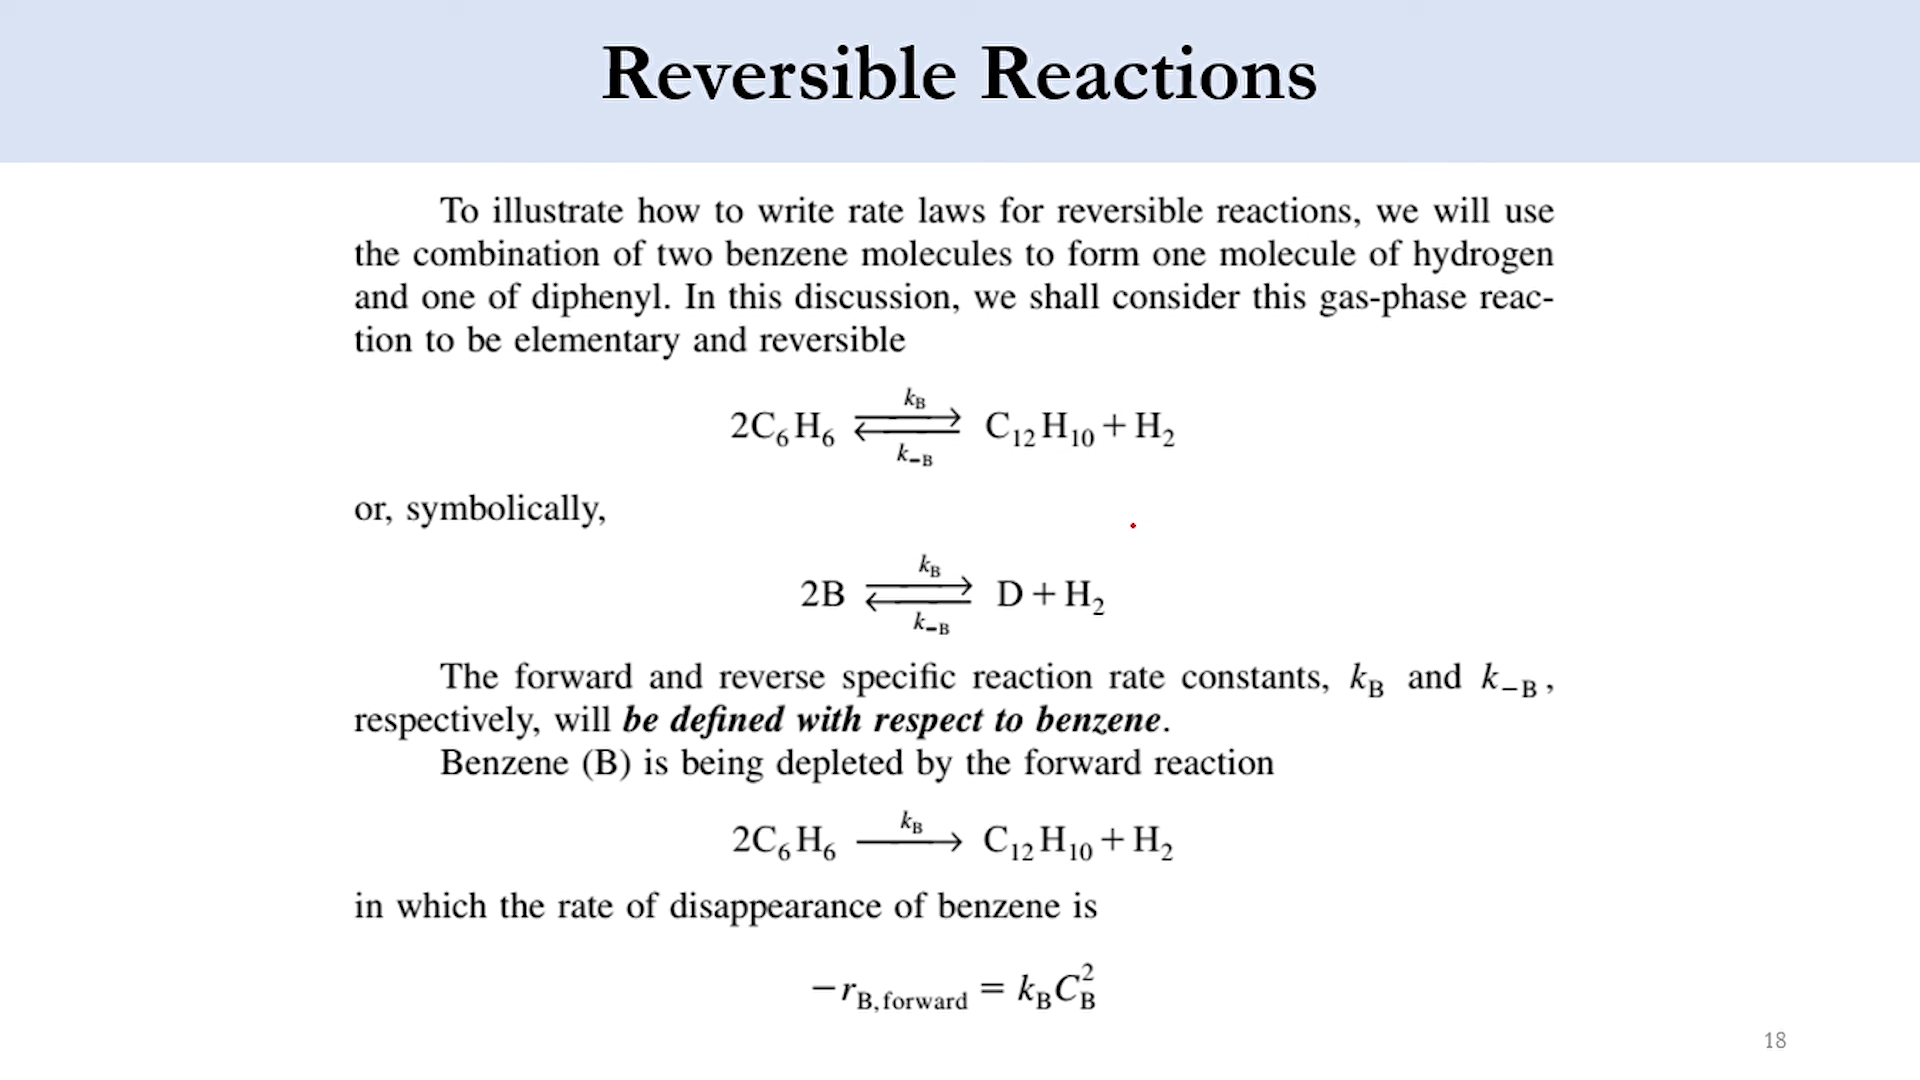 Reversible Reactions
To illustrate how to write rate laws for reversible reactions, we will use
the combination of two benzene molecules to form one molecule of hydrogen
and one of diphenyl. In this discussion, we shall consider this gas-phase reac-
tion to be elementary and reversible
k_B
2C₆H₆ ⇌ C₁₂H₁₀ + H₂
k_–B
or, symbolically,
k_B
2B ⇌ D + H₂
k_–B
The forward and reverse specific reaction rate constants, k_B and k_–B ,
respectively, will be defined with respect to benzene.
Benzene (B) is being depleted by the forward reaction
k_B
2C₆H₆ ⟶ C₁₂H₁₀ + H₂
in which the rate of disappearance of benzene is
–r_B, forward = k_B C_B²
18